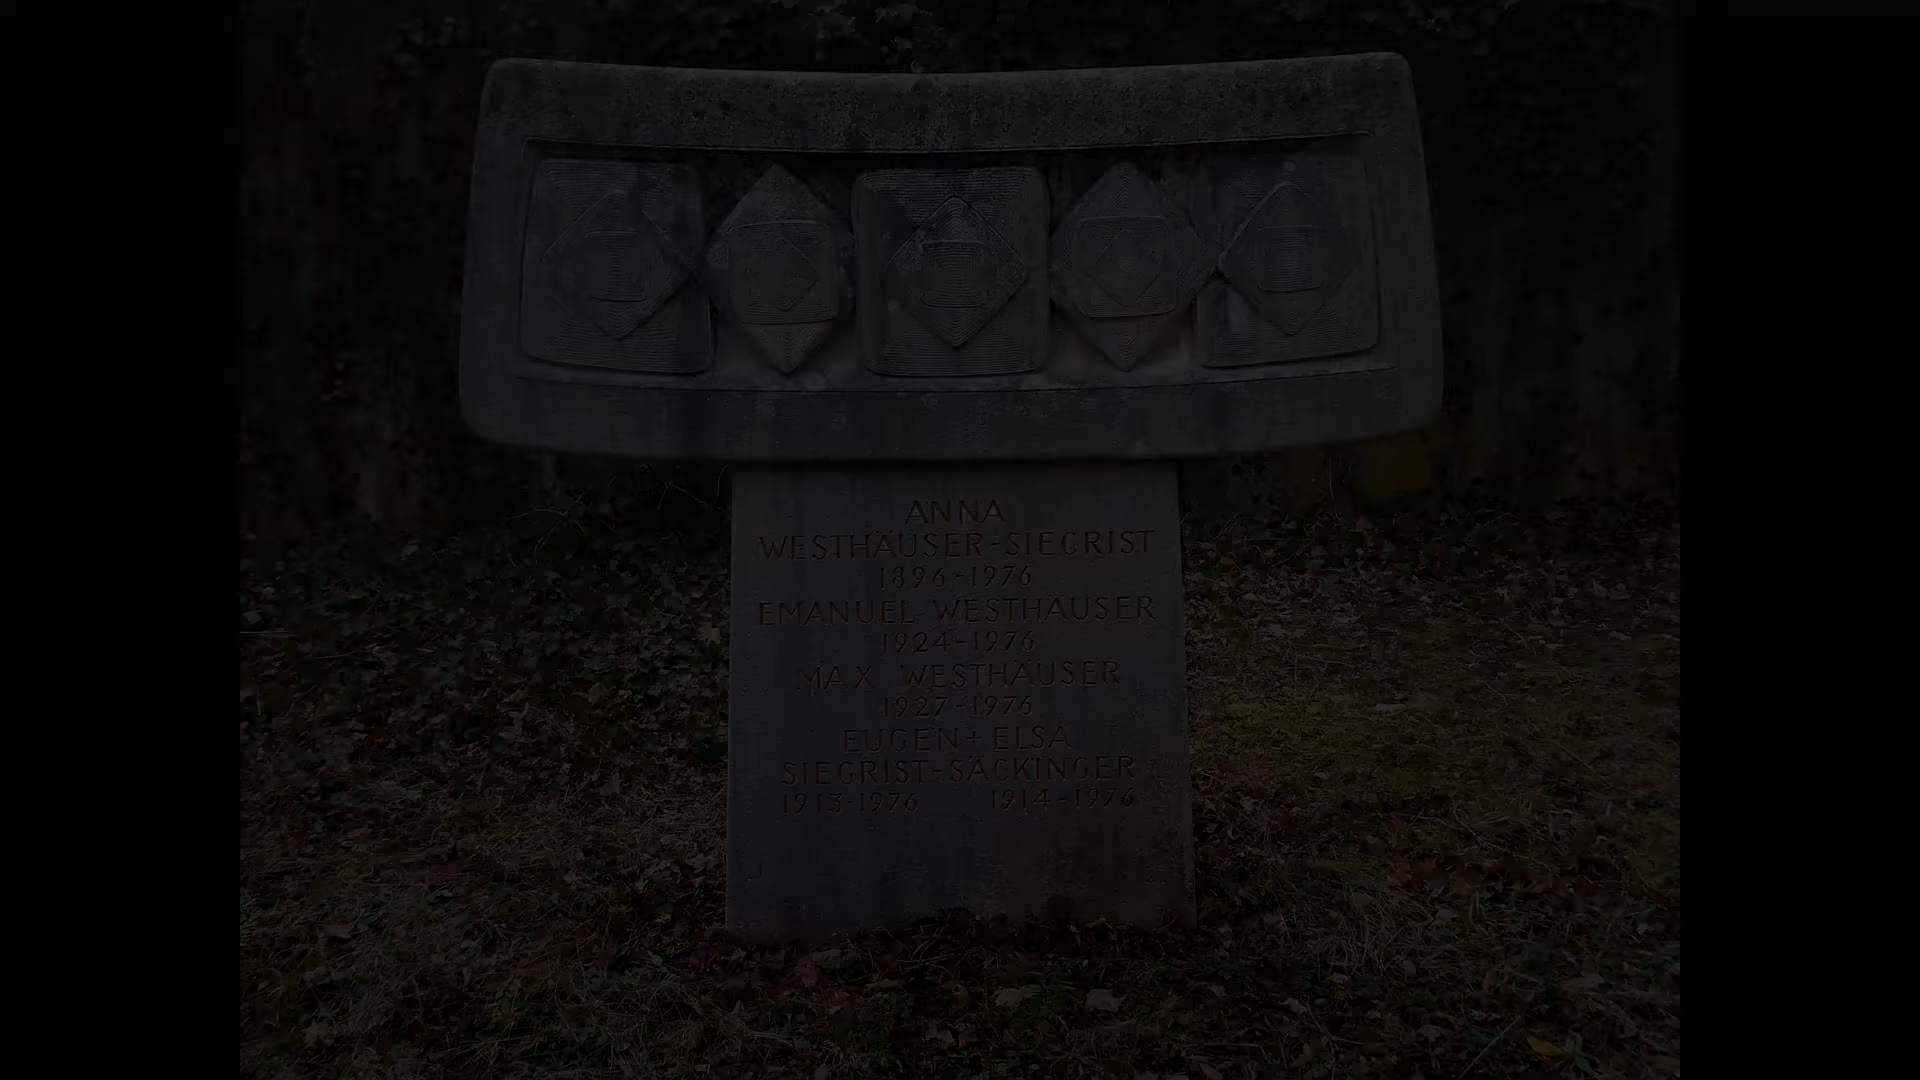 ANNA
WESTHÄUSER-SIEGRIST
1896-1976
EMANUEL WESTHÄUSER
1924-1976
MAX WESTHÄUSER
1927-1976
EUGEN + ELSA
SIEGRIST-SÄCKINGER
1913-1976 1914-1976